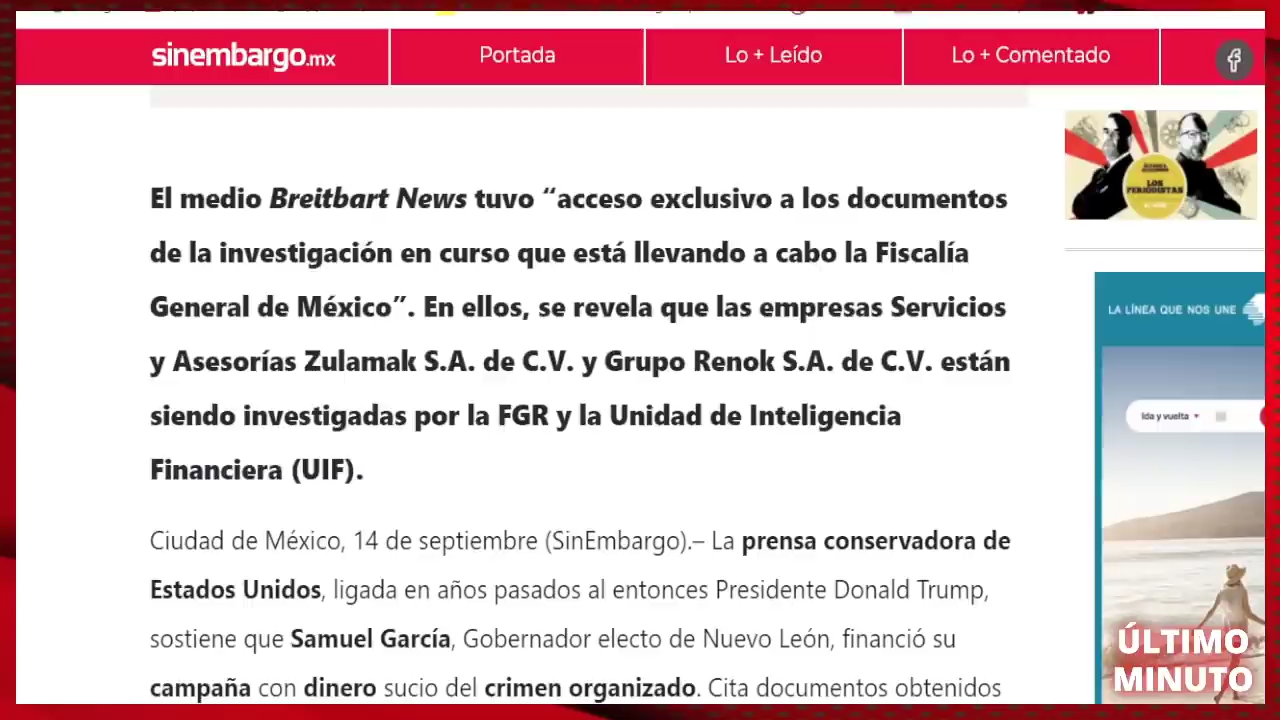 sinembargo.mx
Portada
Lo + Leído
Lo + Comentado
El medio Breitbart News tuvo “acceso exclusivo a los documentos
de la investigación en curso que está llevando a cabo la Fiscalía
General de México”. En ellos, se revela que las empresas Servicios
y Asesorías Zulamak S.A. de C.V. y Grupo Renok S.A. de C.V. están
siendo investigadas por la FGR y la Unidad de Inteligencia
Financiera (UIF).
Ciudad de México, 14 de septiembre (SinEmbargo).– La prensa conservadora de
Estados Unidos, ligada en años pasados al entonces Presidente Donald Trump,
sostiene que Samuel García, Gobernador electo de Nuevo León, financió su
campaña con dinero sucio del crimen organizado. Cita documentos obtenidos
LOS
PERIODISTAS
LA LÍNEA QUE NOS UNE
Ida y vuelta
ÚLTIMO
MINUTO